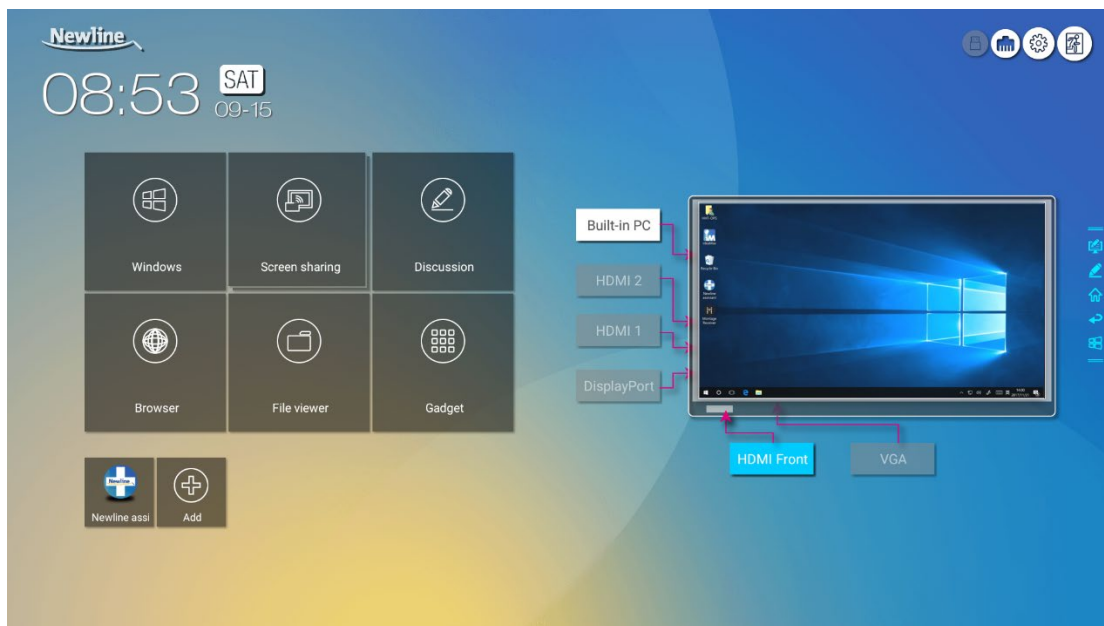 Newline
08:53
SAT
09-15
Windows
Screen sharing
Discussion
Browser
File viewer
Gadget
Newline assi
Add
Built-in PC
HDMI 2
HDMI 1
DisplayPort
HDMI Front
VGA